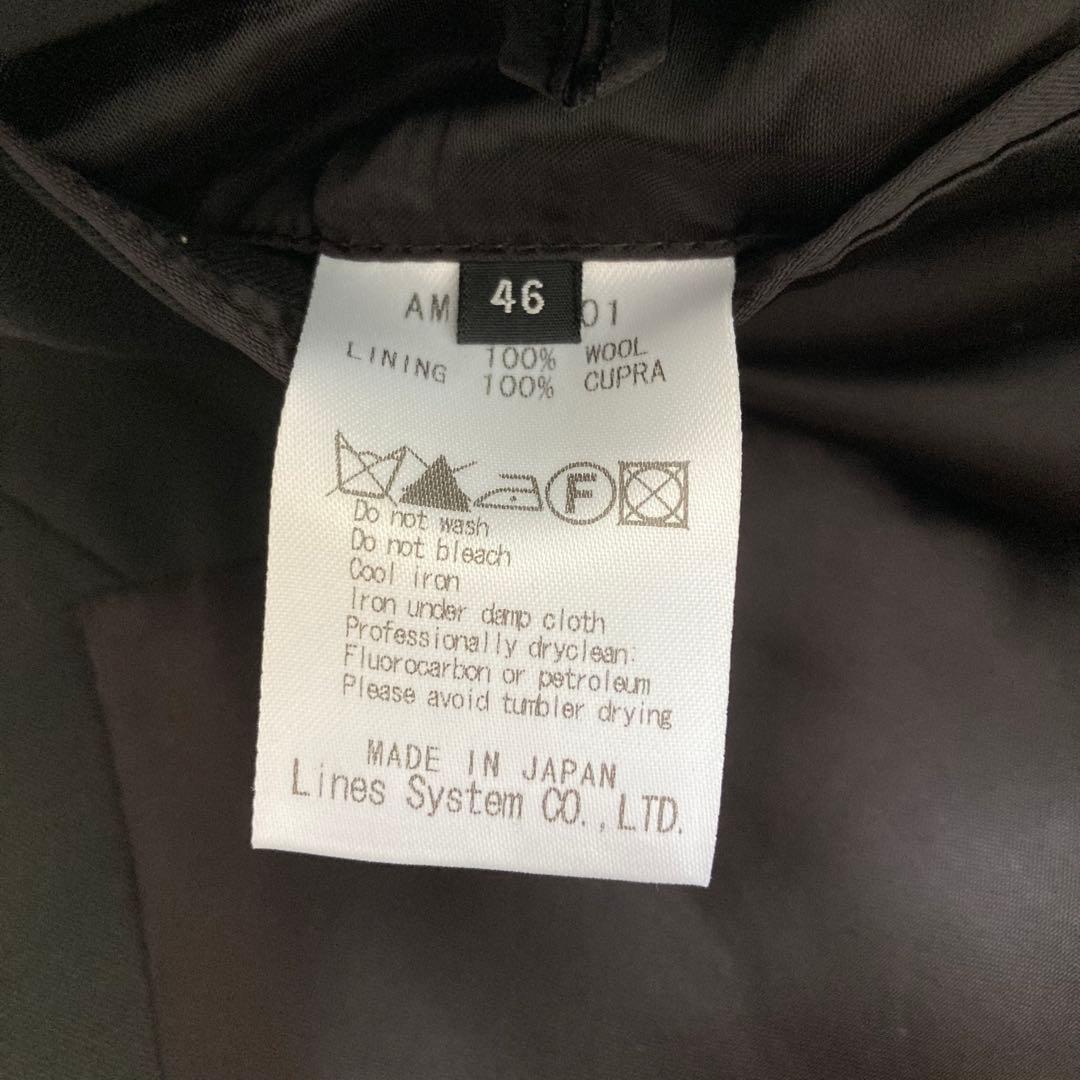 46
AM 01
100% WOOL
LINING 100% CUPRA
F
Do not wash
Do not bleach
Cool iron
Iron under damp cloth
Professionally dryclean:
Fluorocarbon or petroleum
Please avoid tumbler drying
MADE IN JAPAN
Lines System CO.,LTD.